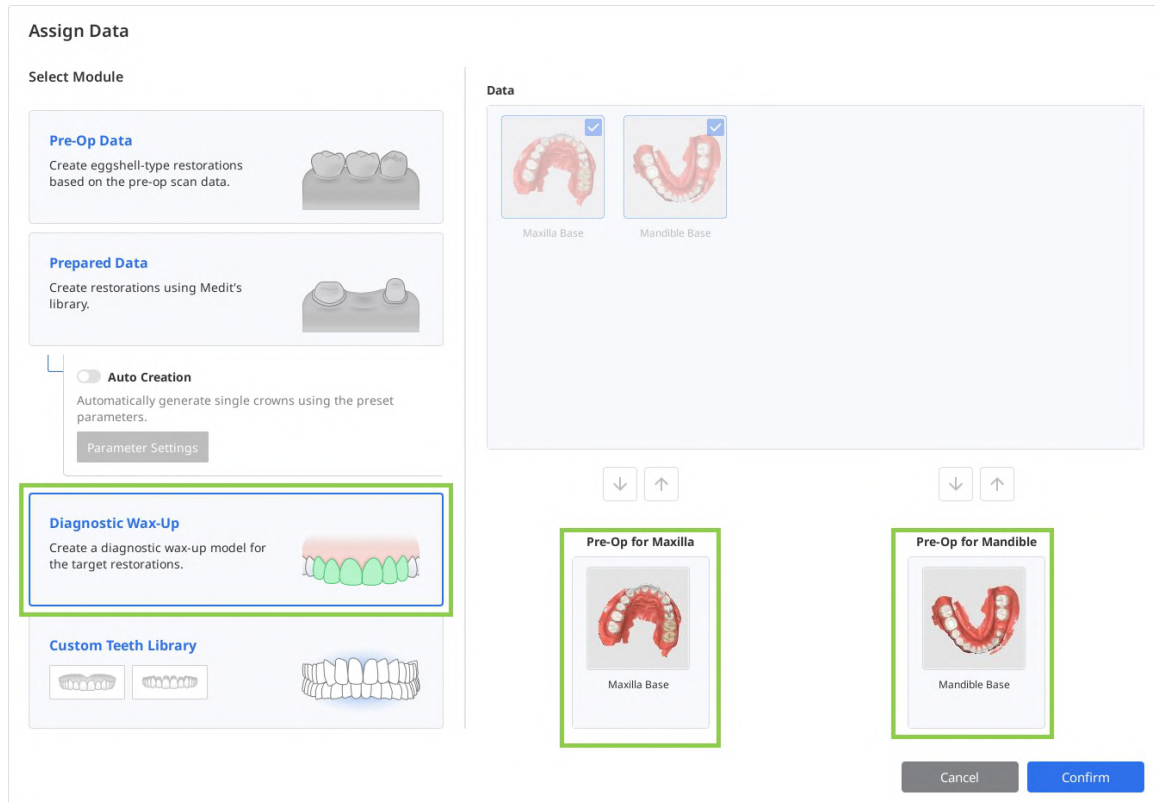 Assign Data
Select Module
Pre-Op Data
Create eggshell-type restorations
based on the pre-op scan data.
Prepared Data
Create restorations using Medit's
library.
Auto Creation
Automatically generate single crowns using the preset
parameters.
Parameter Settings
Diagnostic Wax-Up
Create a diagnostic wax-up model for
the target restorations.
Custom Teeth Library
Data
Maxilla Base
Mandible Base
Pre-Op for Maxilla
Maxilla Base
Pre-Op for Mandible
Mandible Base
Cancel
Confirm